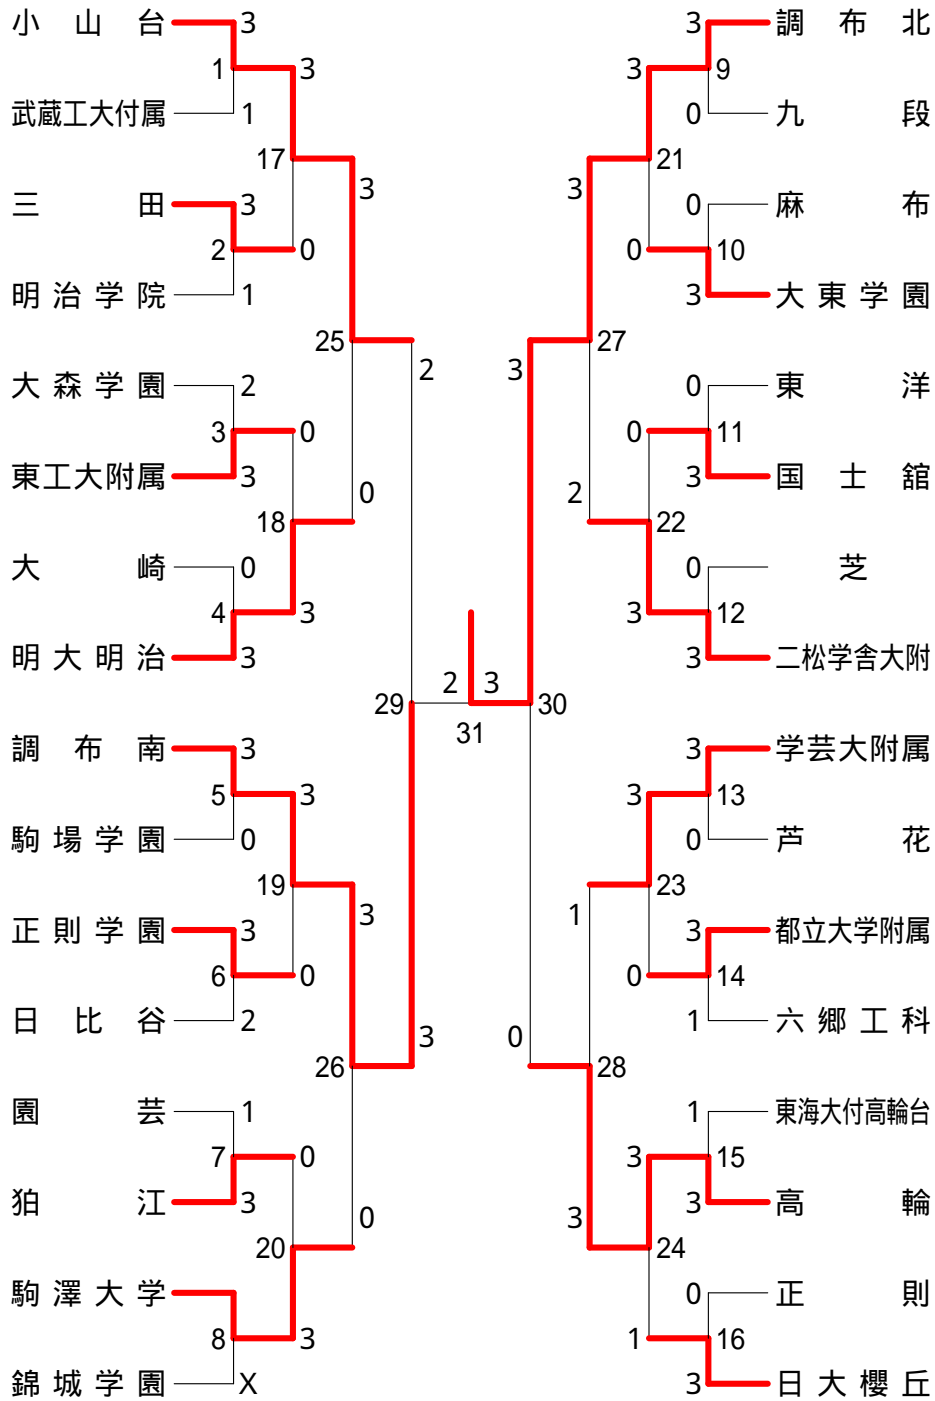 小山台 3 3 調布北
1 3 3 9
武蔵工大付属 1 0 九段
17 21
3 3
三田 3 0 麻布
2 0 0 10
明治学院 1 3 大東学園
25 27
2 3
大森学園 2 0 東洋
3 0 0 11
東工大附属 3 3 国士舘
0 2
18 22
大崎 0 0 芝
4 3 3 12
明大明治 3 3 二松学舎大附
2 3
29 30
31
調布南 3 3 学芸大附属
5 3 3 13
駒場学園 0 0 芦花
19 23
3 1
正則学園 3 3 都立大学附属
6 0 0 14
日比谷 2 1 六郷工科
3 0
26 28
園芸 1 1 東海大付高輪台
7 0 3 15
狛江 3 3 高輪
0 3
20 24
駒澤大学 0 正則
8 3 1 16
錦城学園 X 3 日大櫻丘